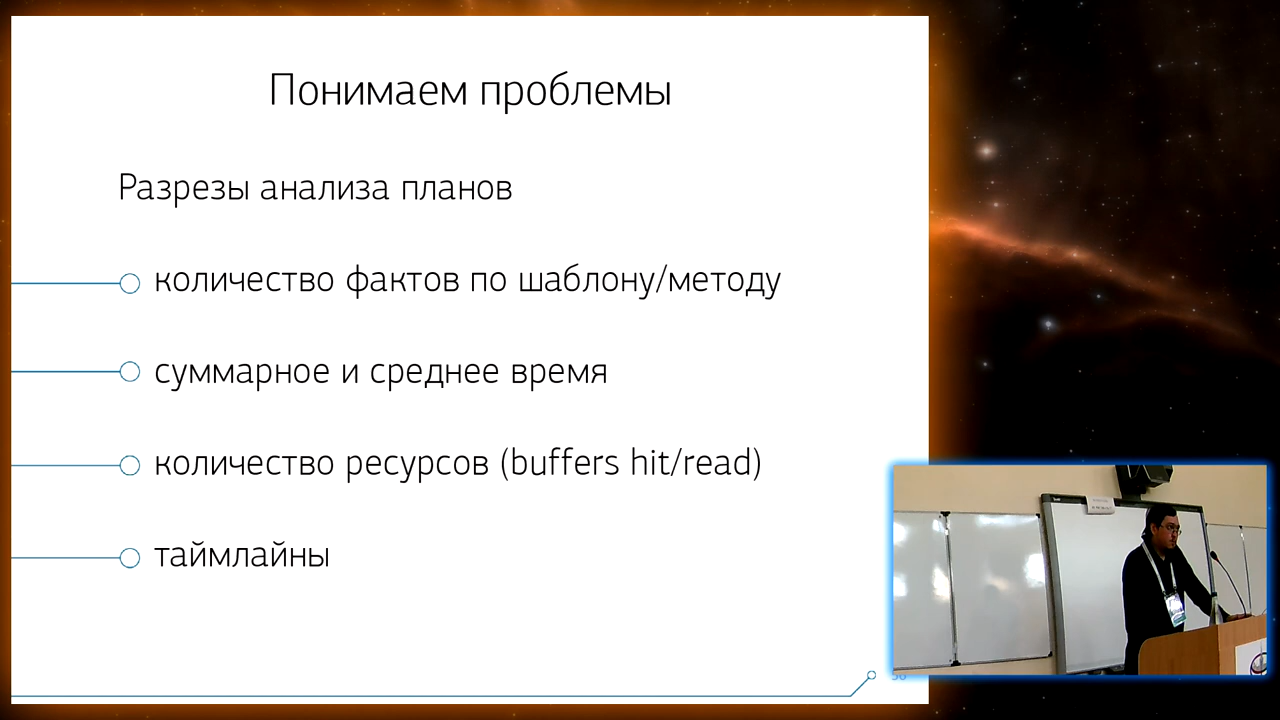 Понимаем проблемы
Разрезы анализа планов
количество фактов по шаблону/методу
суммарное и среднее время
количество ресурсов (buffers hit/read)
таймлайны